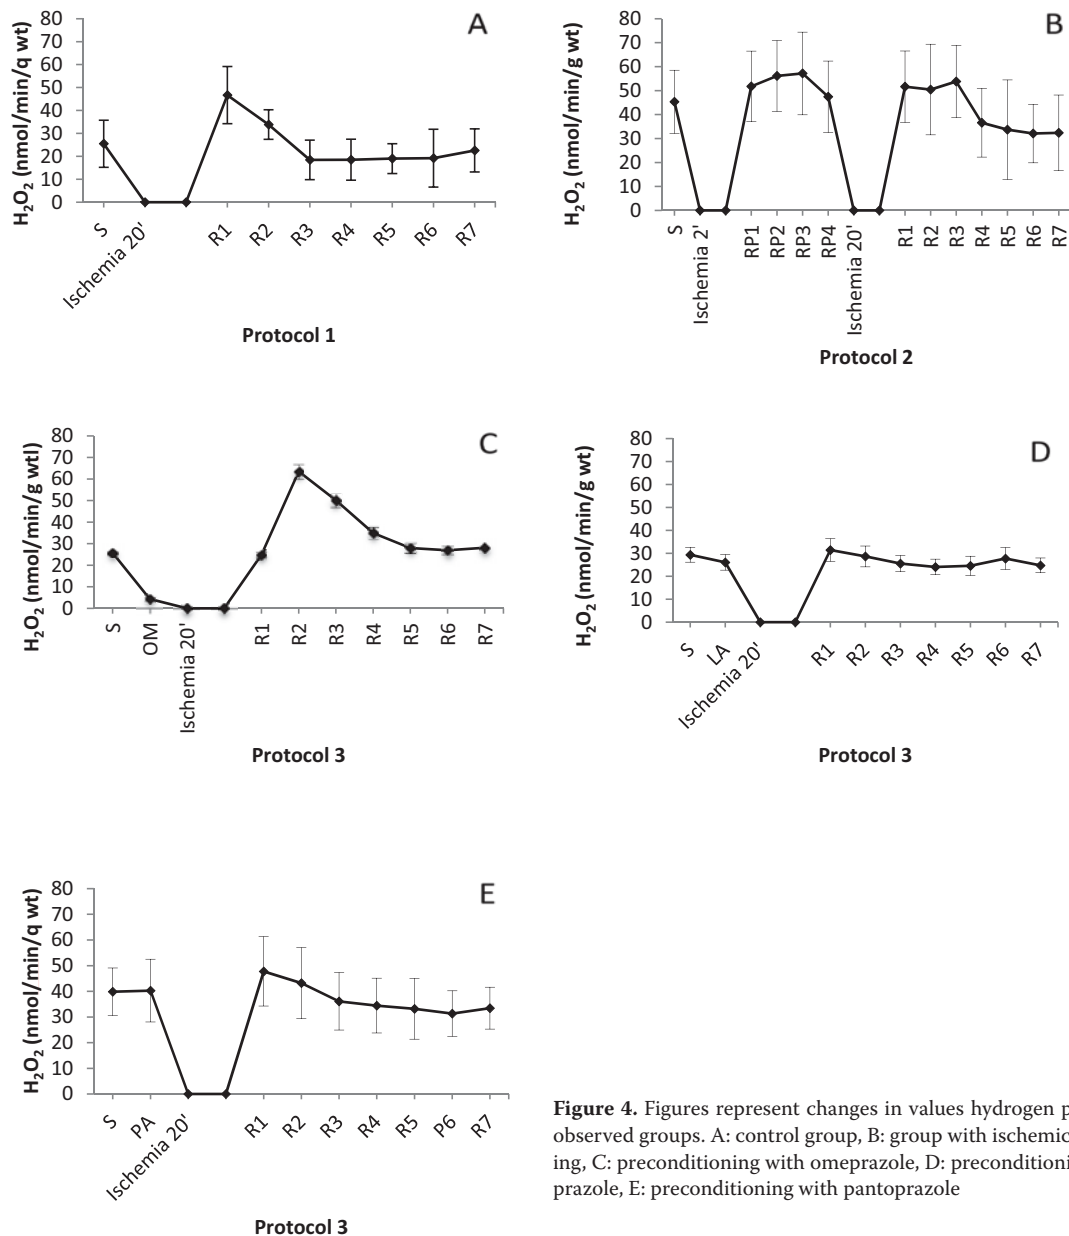 A
H₂O₂ (nmol/min/q wt)
80
70
60
50
40
30
20
10
0
S
Ischemia 20'
R1
R2
R3
R4
R5
R6
R7
Protocol 1
B
H₂O₂ (nmol/min/g wt)
80
70
60
50
40
30
20
10
0
S
Ischemia 2'
RP1
RP2
RP3
RP4
Ischemia 20'
R1
R2
R3
R4
R5
R6
R7
Protocol 2
C
H₂O₂ (nmol/min/g wtl)
80
70
60
50
40
30
20
10
0
S
OM
Ischemia 20'
R1
R2
R3
R4
R5
R6
R7
Protocol 3
D
H₂O₂ (nmol/min/g wt)
80
70
60
50
40
30
20
10
0
S
LA
Ischemia 20'
R1
R2
R3
R4
R5
R6
R7
Protocol 3
E
H₂O₂ (nmol/min/q wt)
80
70
60
50
40
30
20
10
0
S
PA
Ischemia 20'
R1
R2
R3
R4
R5
P6
R7
Protocol 3
Figure 4. Figures represent changes in values hydrogen p
observed groups. A: control group, B: group with ischemic
ing, C: preconditioning with omeprazole, D: preconditioni
prazole, E: preconditioning with pantoprazole